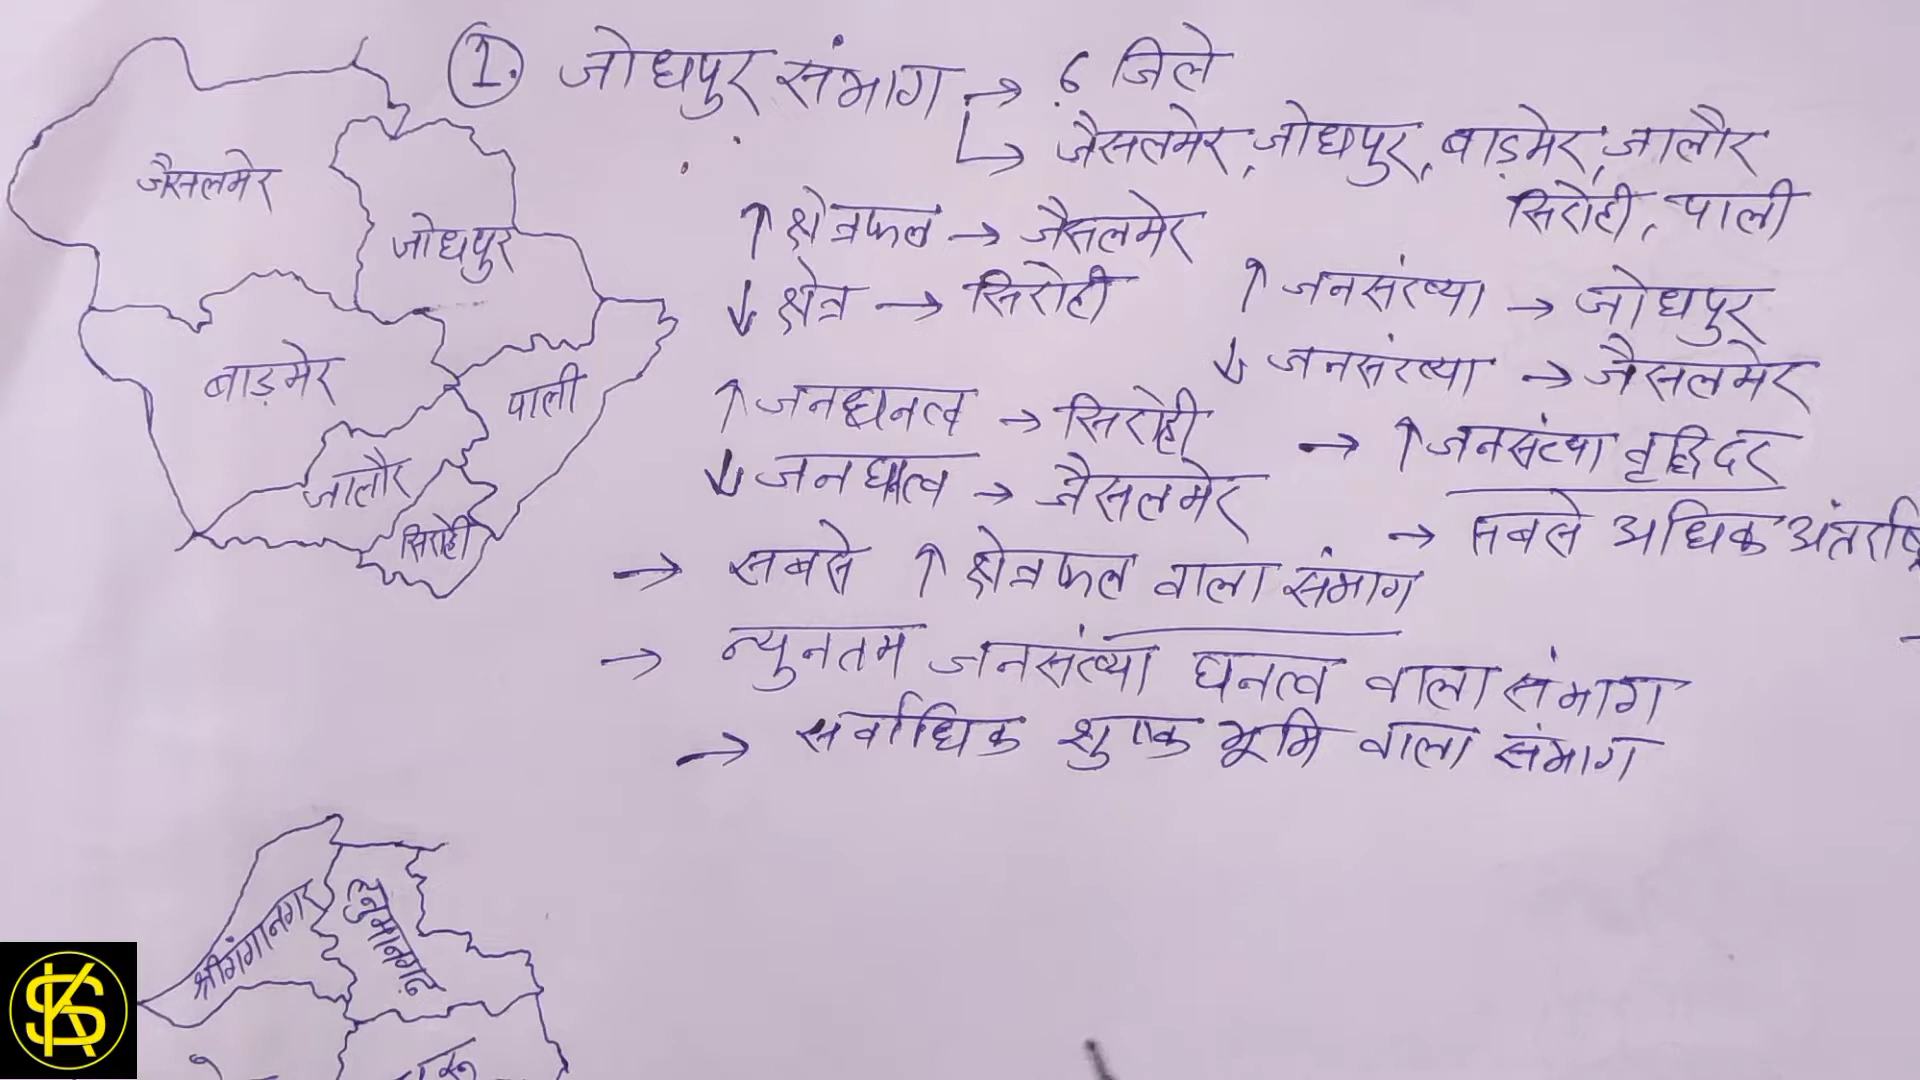 1. जोधपुर संभाग → 6 जिले
→ जैसलमेर, जोधपुर, बाड़मेर, जालौर
सिरोही, पाली
↑ क्षेत्रफल → जैसलमेर
↓ क्षेत्र → सिरोही
↑ जनसंख्या → जोधपुर
↓ जनसंख्या → जैसलमेर
↑ जनघनत्व → सिरोही
↓ जनघनत्व → जैसलमेर
→ ↑ जनसंख्या वृद्धिदर
→ सबसे अधिक अंतर्राष्ट्र
→ सबसे ↑ क्षेत्रफल वाला संभाग
→ न्युनतम जनसंख्या घनत्व वाला संभाग
→ सर्वाधिक शुष्क भूमि वाला संभाग
जैसलमेर
जोधपुर
बाड़मेर
पाली
जालौर
सिरोही
श्रीगंगानगर
हनुमानगढ़
KS